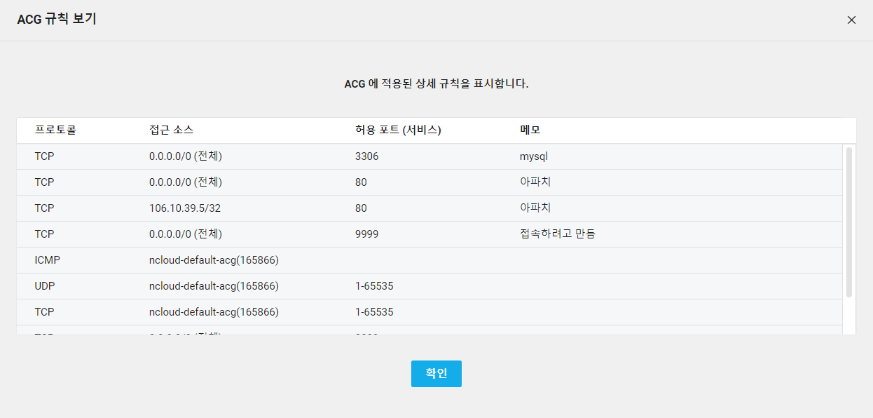 ACG 규칙 보기
ACG 에 적용된 상세 규칙을 표시합니다.
프로토콜 접근 소스 허용 포트 (서비스) 메모
TCP 0.0.0.0/0 (전체) 3306 mysql
TCP 0.0.0.0/0 (전체) 80 아파치
TCP 106.10.39.5/32 80 아파치
TCP 0.0.0.0/0 (전체) 9999 접속하려고 만듬
ICMP ncloud-default-acg(165866)
UDP ncloud-default-acg(165866) 1-65535
TCP ncloud-default-acg(165866) 1-65535
확인